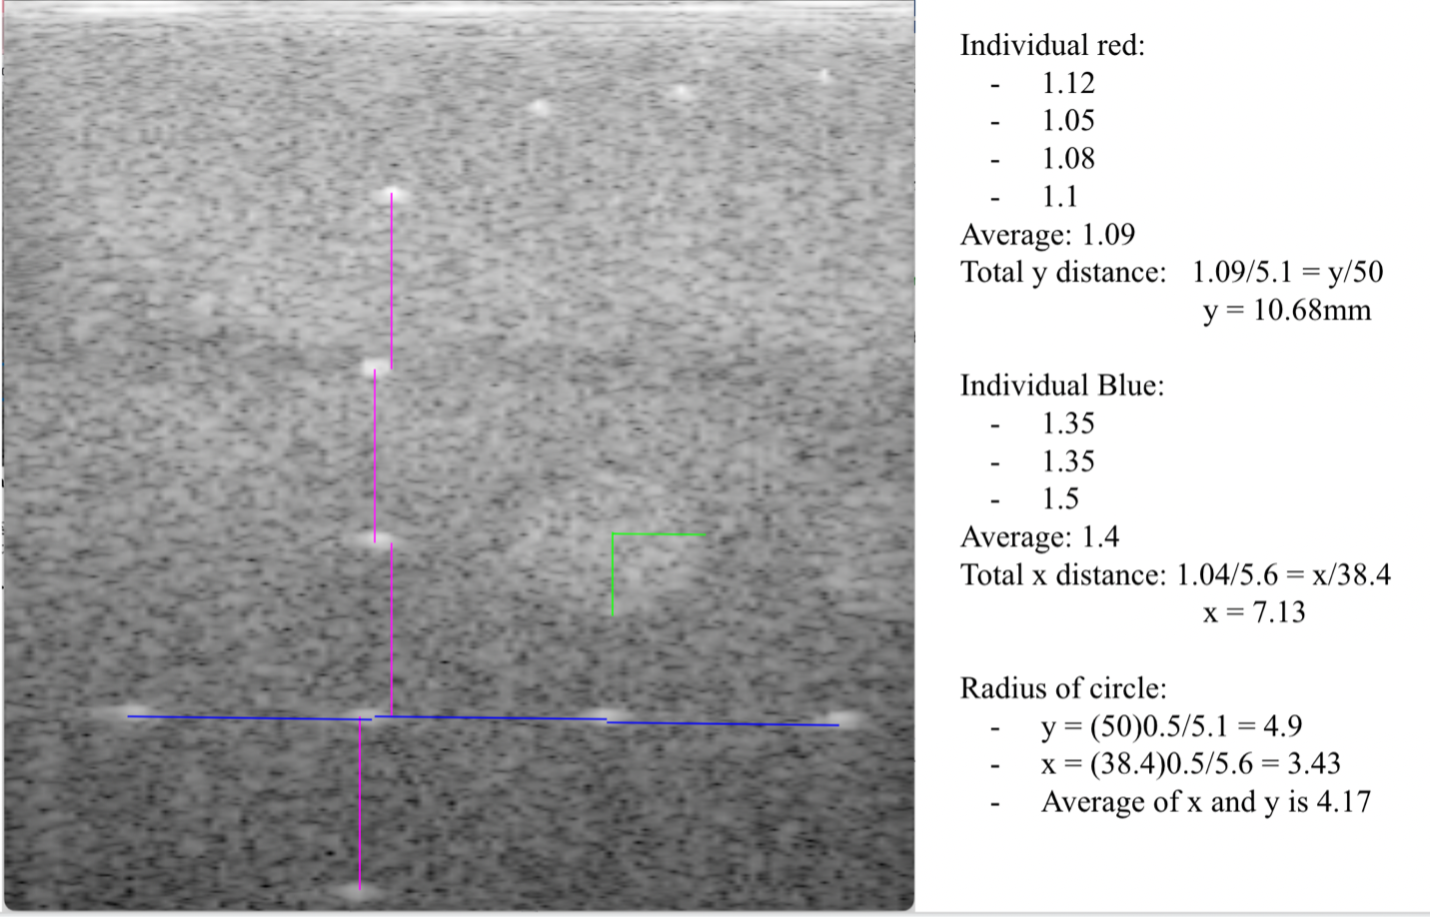 Individual red:
- 1.12
- 1.05
- 1.08
- 1.1
Average: 1.09
Total y distance: 1.09/5.1 = y/50
y = 10.68mm
Individual Blue:
- 1.35
- 1.35
- 1.5
Average: 1.4
Total x distance: 1.04/5.6 = x/38.4
x = 7.13
Radius of circle:
- y = (50)0.5/5.1 = 4.9
- x = (38.4)0.5/5.6 = 3.43
- Average of x and y is 4.17